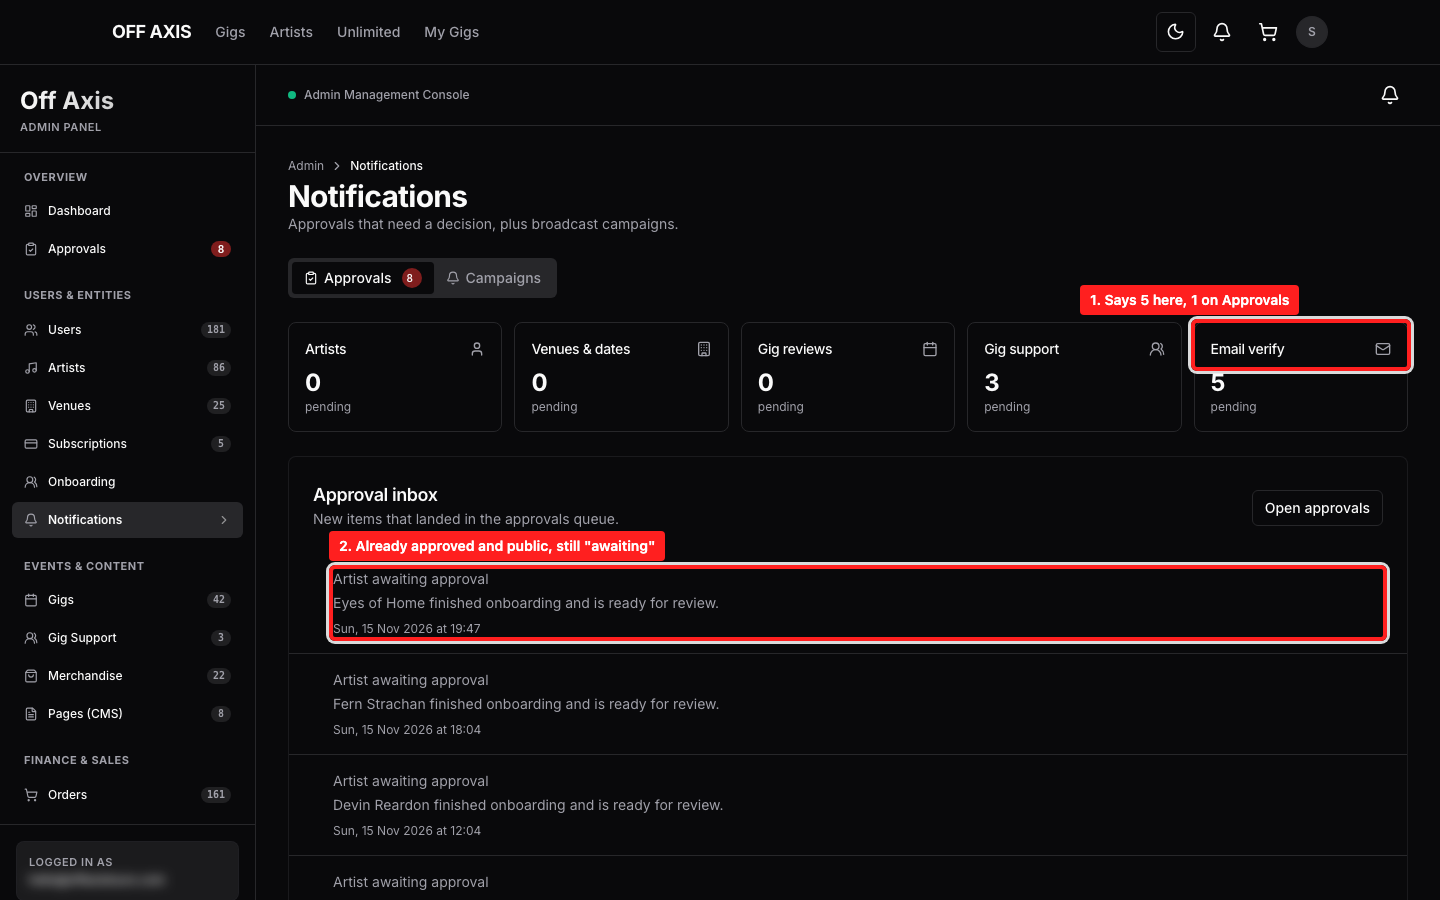 OFF AXIS Gigs Artists Unlimited My Gigs S
Off Axis
ADMIN PANEL
OVERVIEW
Dashboard
Approvals 8
USERS & ENTITIES
Users 181
Artists 86
Venues 25
Subscriptions 5
Onboarding
Notifications
EVENTS & CONTENT
Gigs 42
Gig Support 3
Merchandise 22
Pages (CMS) 8
FINANCE & SALES
Orders 161
LOGGED IN AS
Admin Management Console
Admin > Notifications
Notifications
Approvals that need a decision, plus broadcast campaigns.
Approvals 8 Campaigns
1. Says 5 here, 1 on Approvals
Artists
0
pending
Venues & dates
0
pending
Gig reviews
0
pending
Gig support
3
pending
Email verify
5
pending
Approval inbox
New items that landed in the approvals queue.
Open approvals
2. Already approved and public, still "awaiting"
Artist awaiting approval
Eyes of Home finished onboarding and is ready for review.
Sun, 15 Nov 2026 at 19:47
Artist awaiting approval
Fern Strachan finished onboarding and is ready for review.
Sun, 15 Nov 2026 at 18:04
Artist awaiting approval
Devin Reardon finished onboarding and is ready for review.
Sun, 15 Nov 2026 at 12:04
Artist awaiting approval